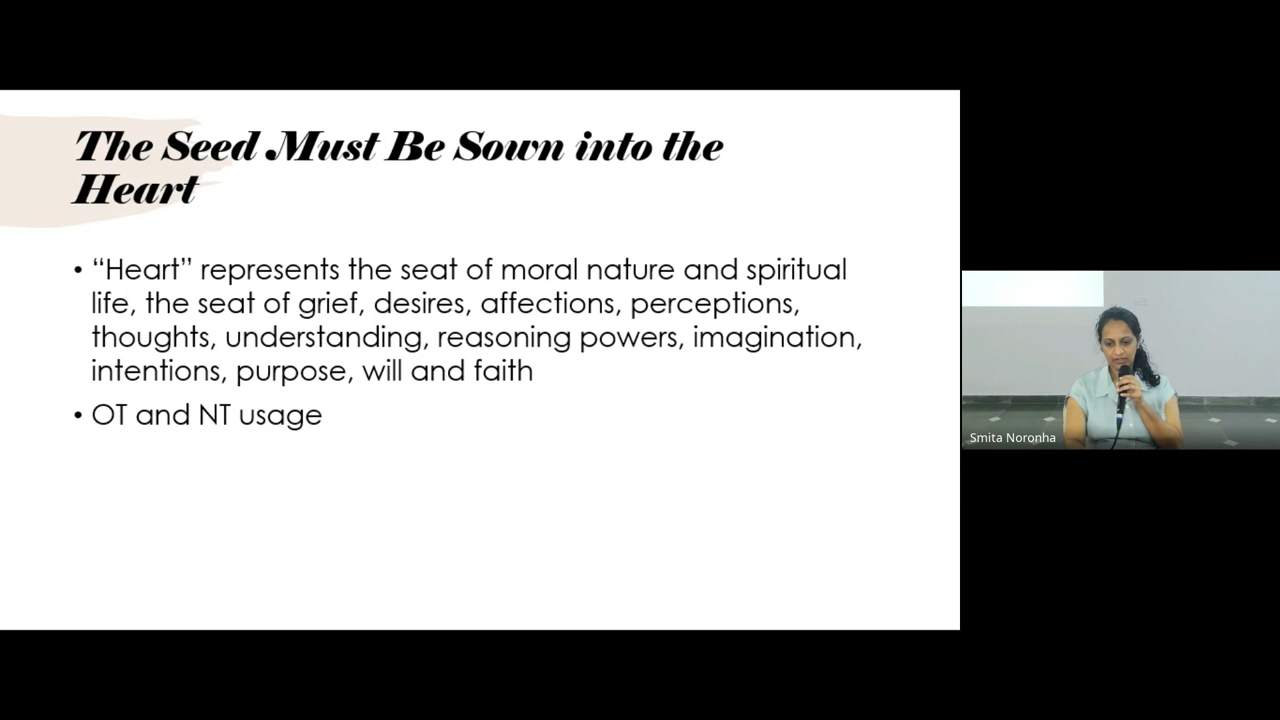 The Seed Must Be Sown into the
Heart
• “Heart” represents the seat of moral nature and spiritual
life, the seat of grief, desires, affections, perceptions,
thoughts, understanding, reasoning powers, imagination,
intentions, purpose, will and faith
• OT and NT usage
Smita Noronha